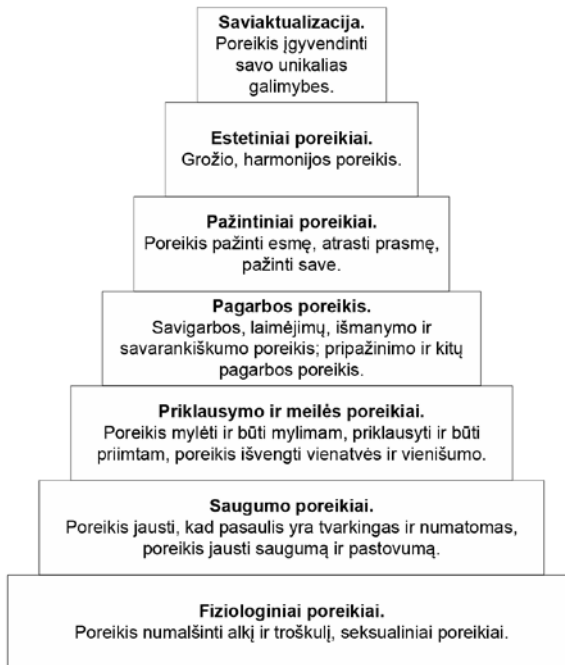 Saviaktualizacija.
Poreikis įgyvendinti
savo unikalias
galimybes.
Estetiniai poreikiai.
Grožio, harmonijos poreikis.
Pažintiniai poreikiai.
Poreikis pažinti esmę, atrasti prasmę,
pažinti save.
Pagarbos poreikis.
Savigarbos, laimėjimų, išmanymo ir
savarankiškumo poreikis; pripažinimo ir kitų
pagarbos poreikis.
Priklausymo ir meilės poreikiai.
Poreikis mylėti ir būti mylimam, priklausyti ir būti
priimtam, poreikis išvengti vienatvės ir vienišumo.
Saugumo poreikiai.
Poreikis jausti, kad pasaulis yra tvarkingas ir numatomas,
poreikis jausti saugumą ir pastovumą.
Fiziologiniai poreikiai.
Poreikis numalšinti alkį ir troškulį, seksualiniai poreikiai.